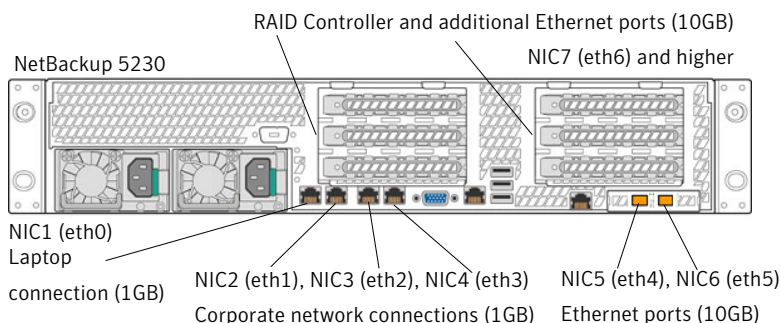 RAID Controller and additional Ethernet ports (10GB)
NIC7 (eth6) and higher
NetBackup 5230
NIC1 (eth0)
Laptop
connection (1GB)
NIC2 (eth1), NIC3 (eth2), NIC4 (eth3)
Corporate network connections (1GB)
NIC5 (eth4), NIC6 (eth5)
Ethernet ports (10GB)